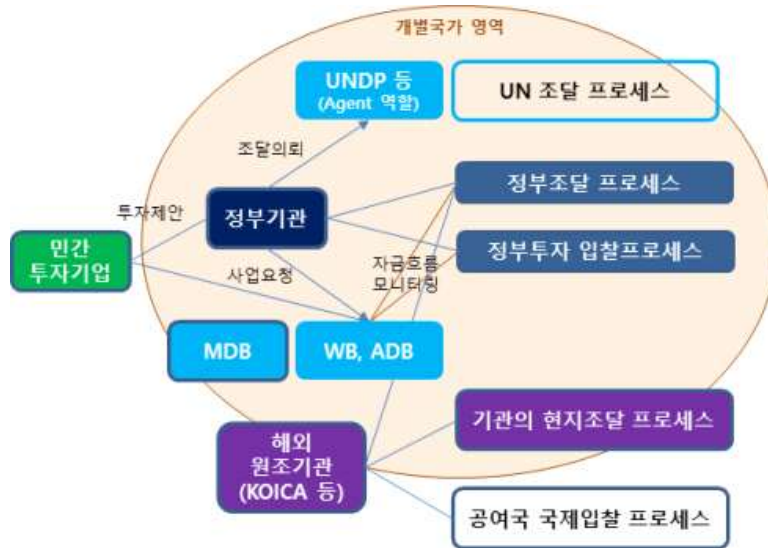 개별국가 영역
UNDP 등
(Agent 역할)
UN 조달 프로세스
조달의뢰
정부조달 프로세스
투자제안
정부기관
정부투자 입찰프로세스
민간
투자기업
사업요청
자금흐름
모니터링
MDB
WB, ADB
기관의 현지조달 프로세스
해외
원조기관
(KOICA 등)
공여국 국제입찰 프로세스